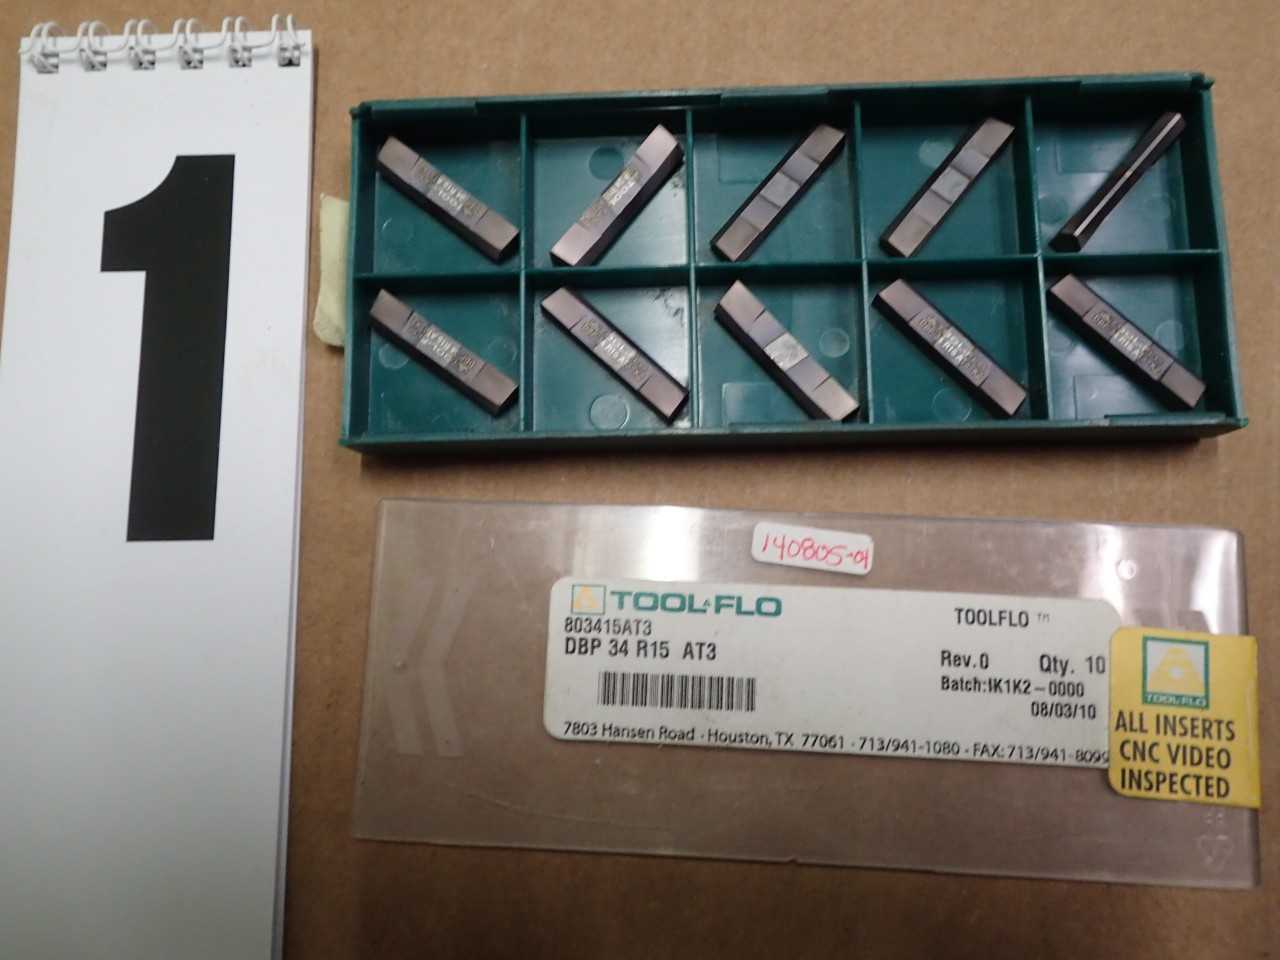 1
140805-01
TOOL FLO
TOOLFLO ™
803415AT3
DBP 34 R15 AT3
Rev.0 Qty. 10
Batch:IK1K2-0000
08/03/10
7803 Hansen Road · Houston, TX 77061 · 713/941-1080 · FAX: 713/941-8099
TOOL FLO
ALL INSERTS
CNC VIDEO
INSPECTED